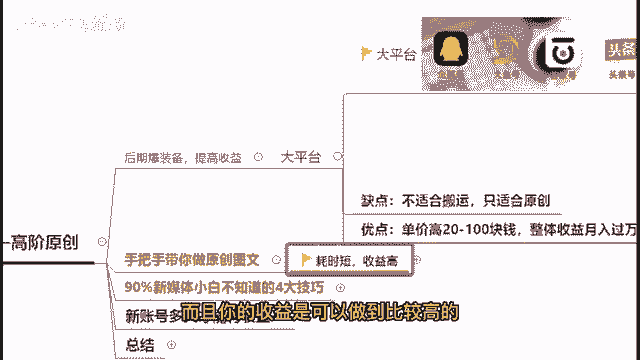 大平台
头条
头条号
后期爆装备，提高收益
大平台
缺点：不适合搬运，只适合原创
优点：单价高20-100块钱，整体收益月入过万
高阶原创
手把手带你做原创图文
耗时短，收益高
90%新媒体小白不知道的4大技巧
而且你的收益是可以做到比较高的
新账号多
总结